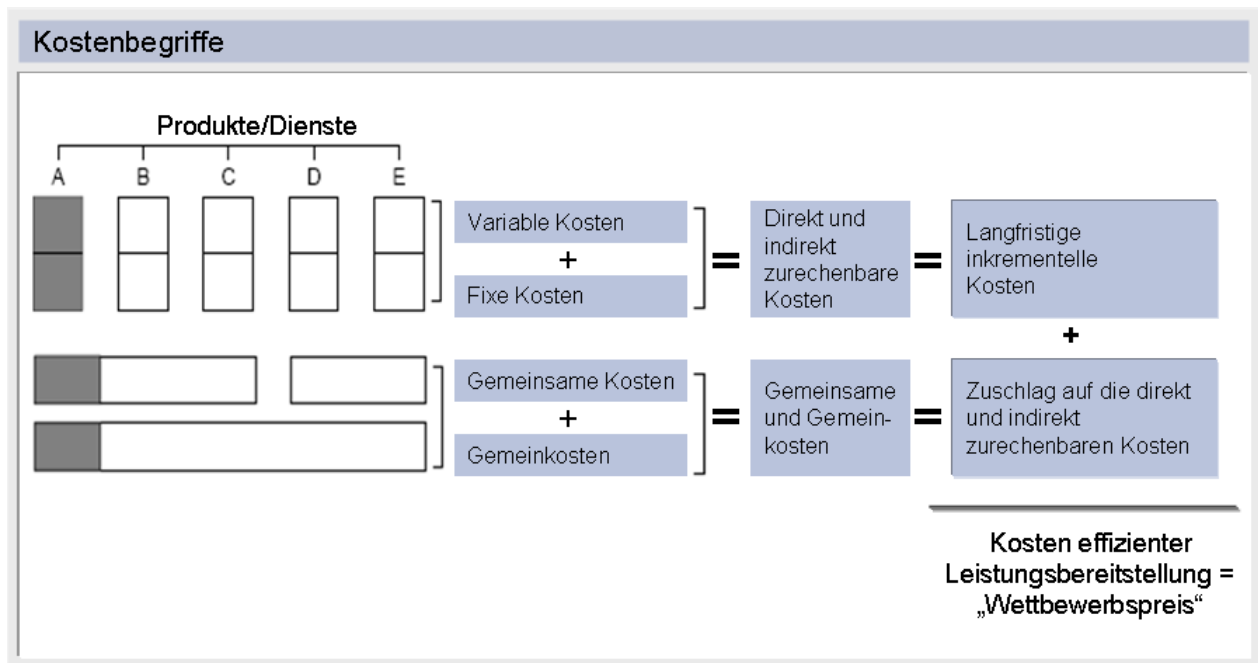 Kostenbegriffe
Produkte/Dienste
A B C D E
Variable Kosten
+
Fixe Kosten
=
Direkt und
indirekt
zurechenbare
Kosten
=
Langfristige
inkrementelle
Kosten
+
Gemeinsame Kosten
+
Gemeinkosten
=
Gemeinsame
und Gemein-
kosten
=
Zuschlag auf die direkt
und indirekt
zurechenbaren Kosten
Kosten effizienter
Leistungsbereitstellung =
„Wettbewerbspreis“